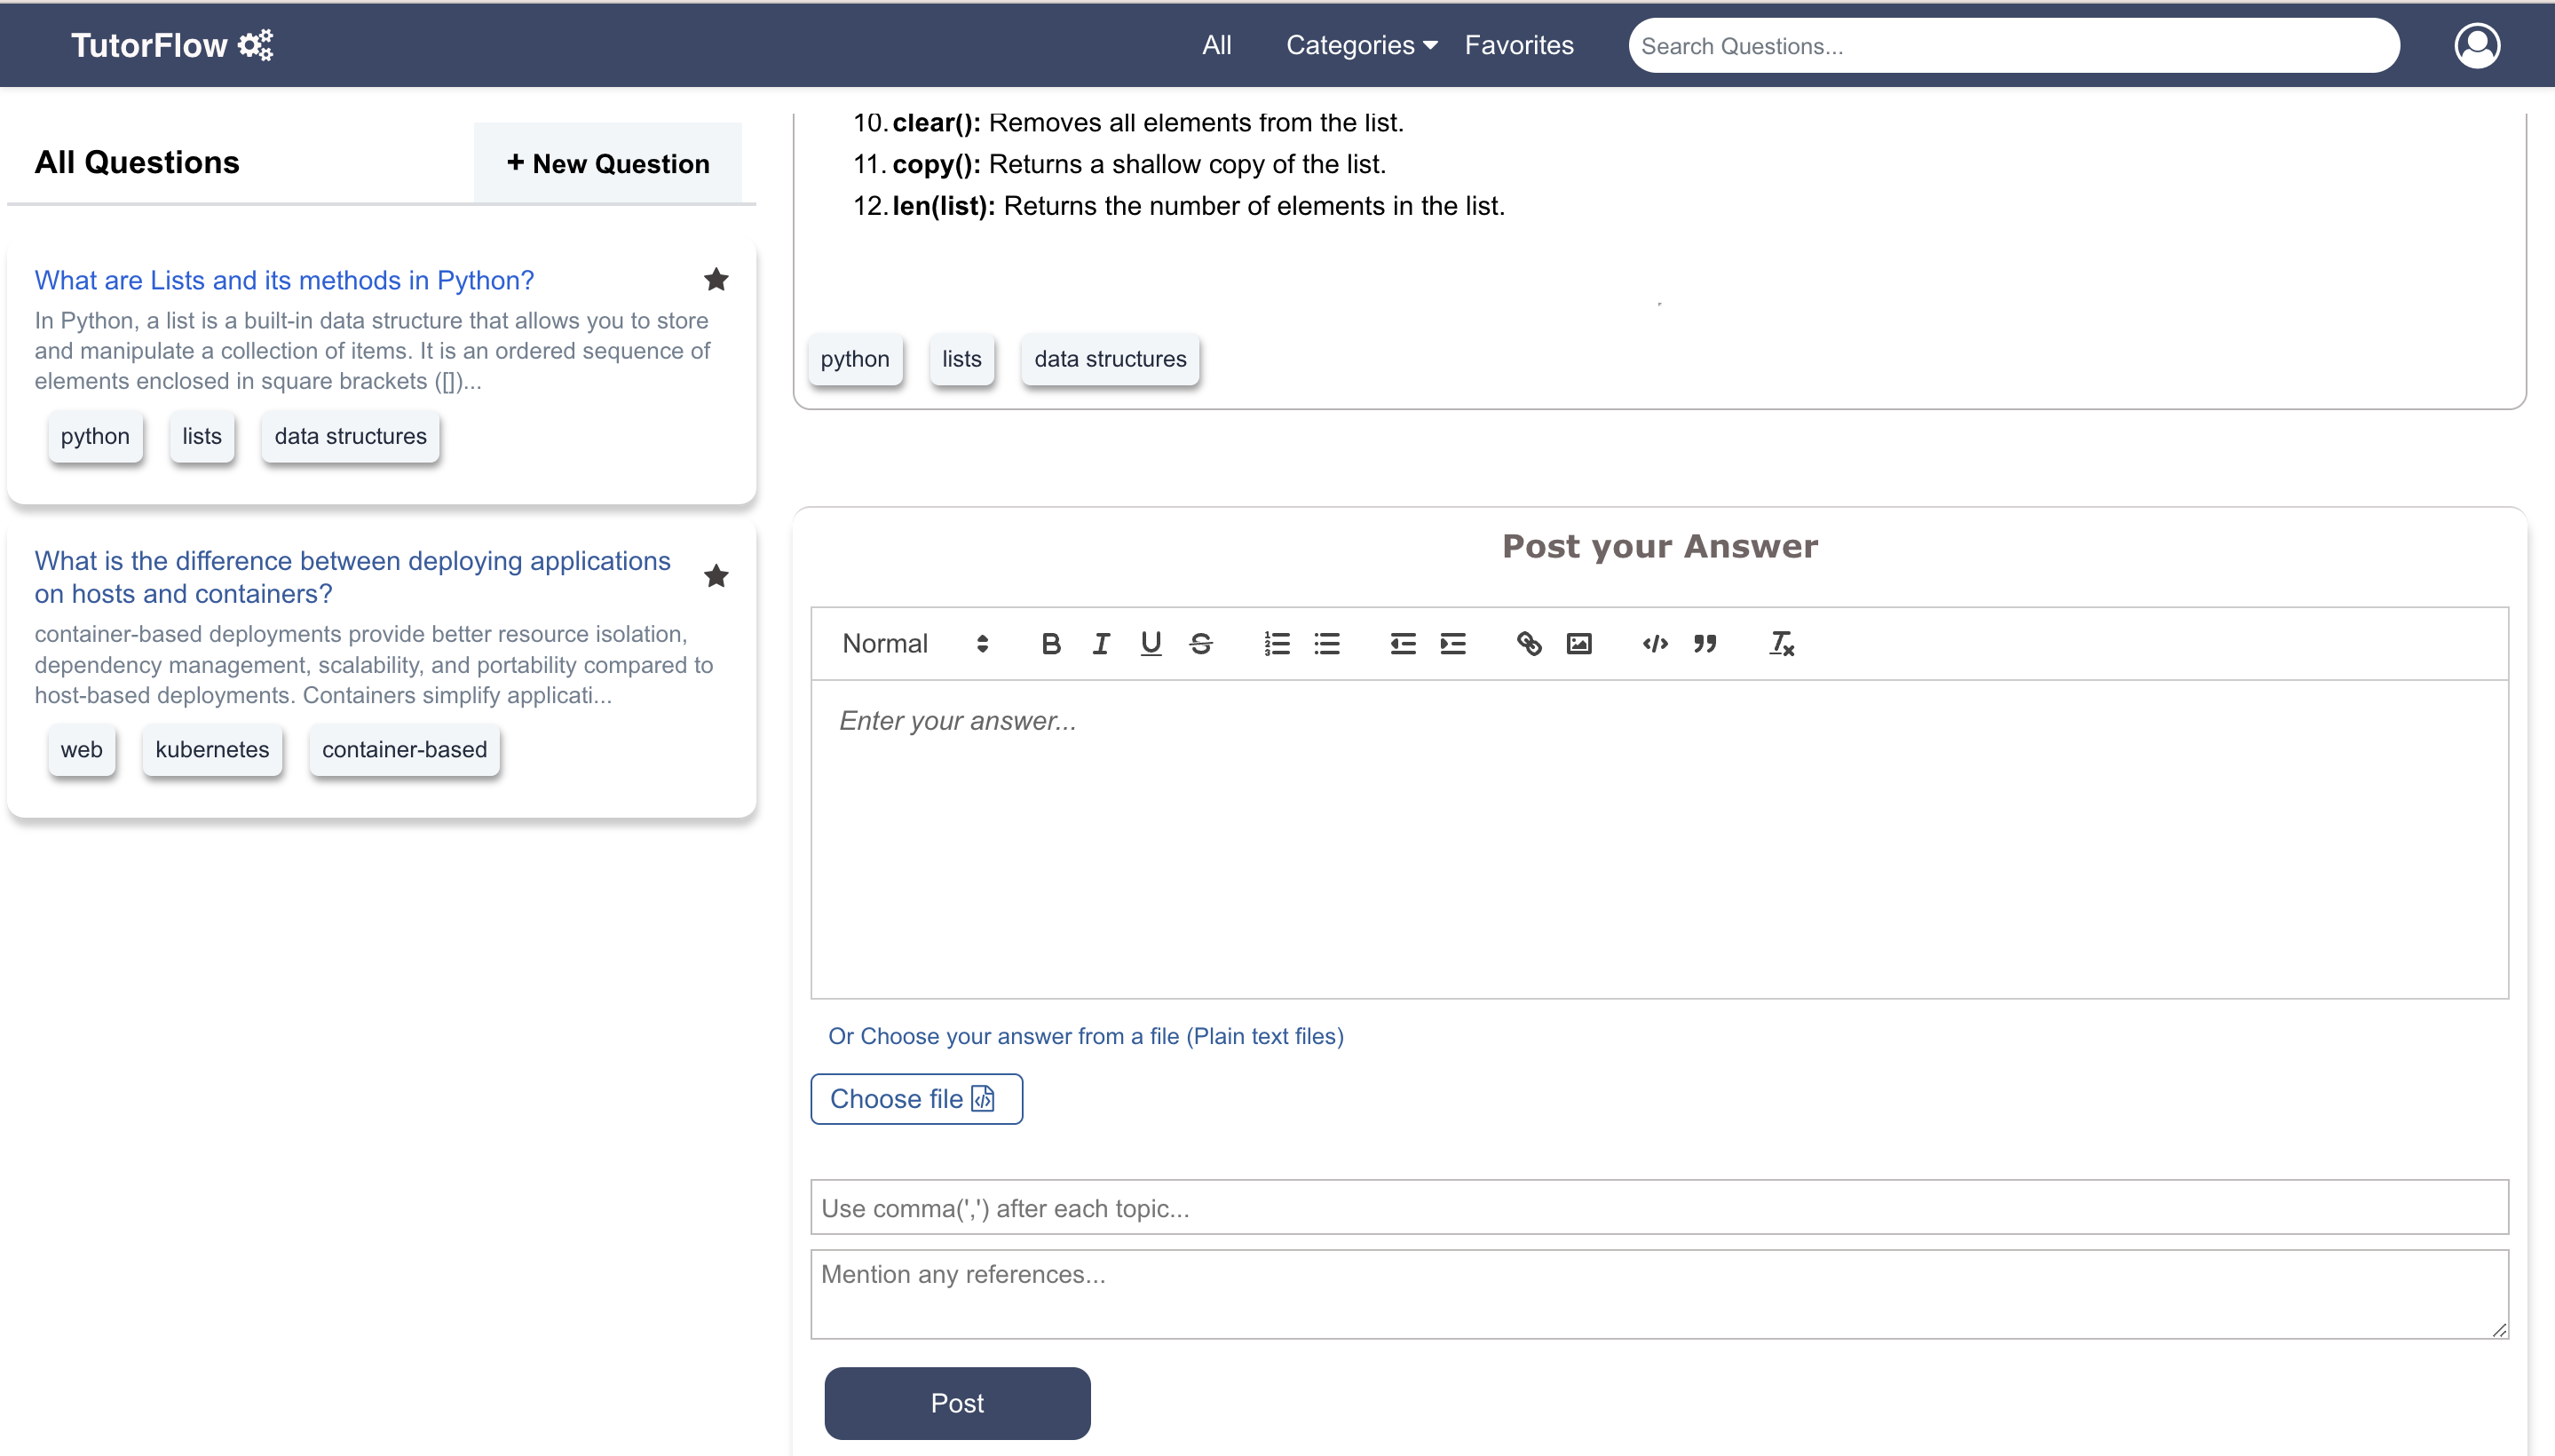 TutorFlow
All
Categories
Favorites
Search Questions...
All Questions
+ New Question
What are Lists and its methods in Python?
In Python, a list is a built-in data structure that allows you to store
and manipulate a collection of items. It is an ordered sequence of
elements enclosed in square brackets ([])...
python
lists
data structures
What is the difference between deploying applications
on hosts and containers?
container-based deployments provide better resource isolation,
dependency management, scalability, and portability compared to
host-based deployments. Containers simplify applicati...
web
kubernetes
container-based
10. clear(): Removes all elements from the list.
11. copy(): Returns a shallow copy of the list.
12. len(list): Returns the number of elements in the list.
python
lists
data structures
Post your Answer
Normal
Enter your answer...
Or Choose your answer from a file (Plain text files)
Choose file
Use comma(',') after each topic...
Mention any references...
Post